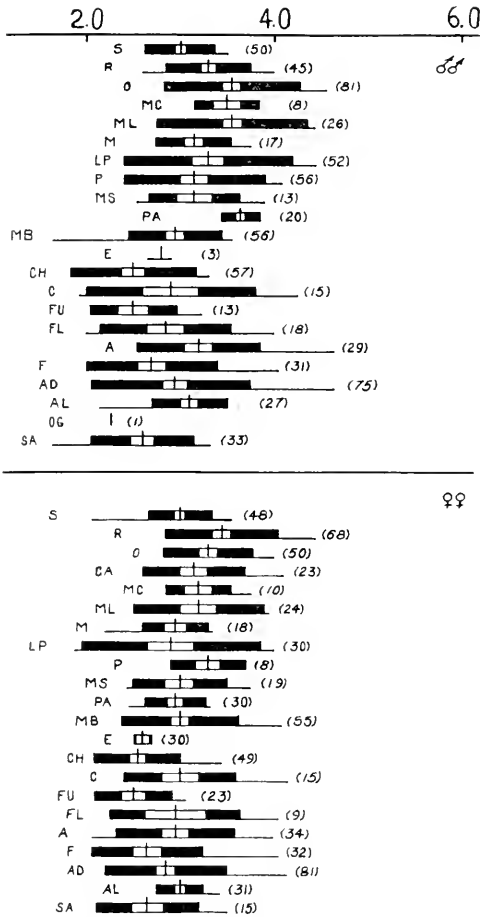 2.0 4.0 6.0
♂♂
S (50)
R (45)
O (81)
MC (8)
ML (26)
M (17)
LP (52)
P (56)
MS (13)
PA (20)
MB (56)
E (3)
CH (57)
C (15)
FU (13)
FL (18)
A (29)
F (31)
AD (75)
AL (27)
OG (1)
SA (33)
♀♀
S (48)
R (68)
O (50)
CA (23)
MC (10)
ML (24)
M (18)
LP (30)
P (8)
MS (19)
PA (30)
MB (55)
E (30)
CH (49)
C (15)
FU (23)
FL (9)
A (34)
F (32)
AD (81)
AL (31)
SA (15)